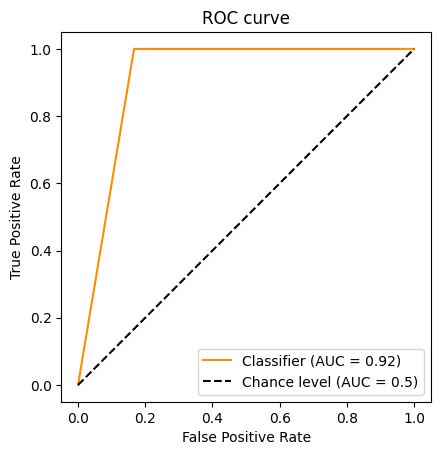 ROC curve
1.0
0.8
0.6
0.4
0.2
0.0
True Positive Rate
Classifier (AUC = 0.92)
Chance level (AUC = 0.5)
0.0 0.2 0.4 0.6 0.8 1.0
False Positive Rate